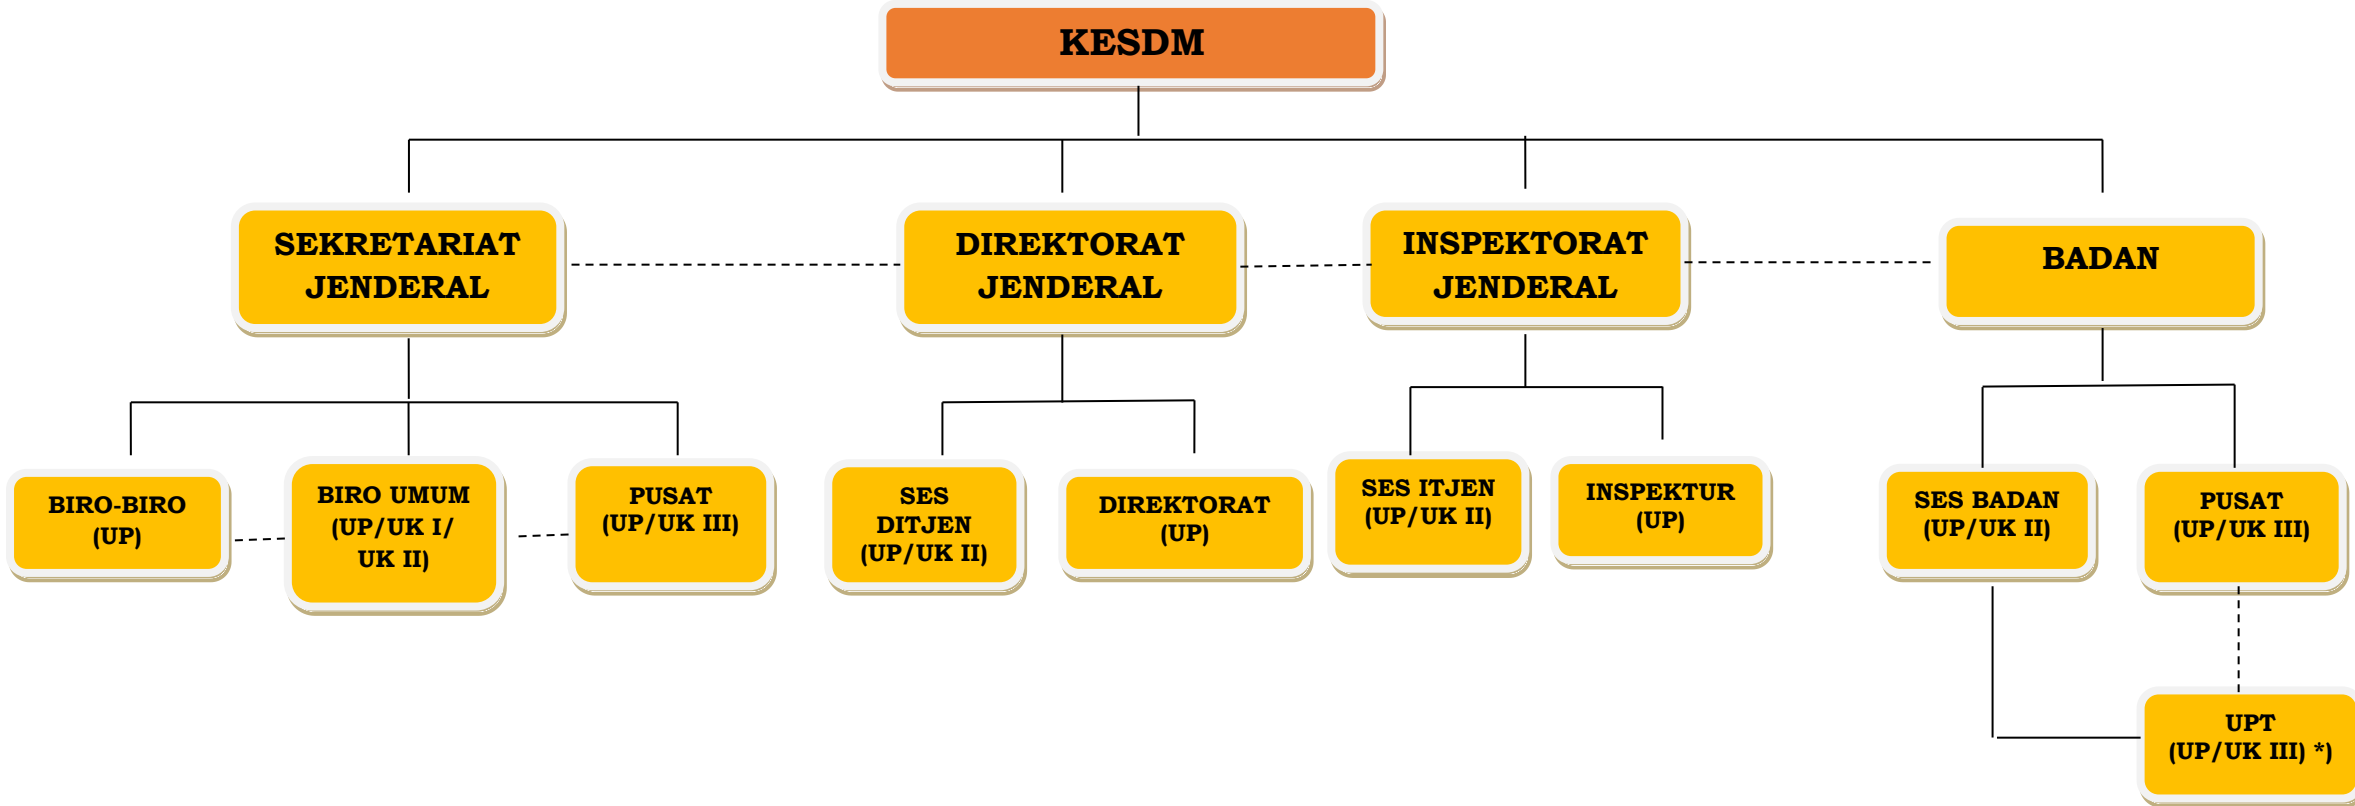 KESDM
SEKRETARIAT
JENDERAL
DIREKTORAT
JENDERAL
INSPEKTORAT
JENDERAL
BADAN
BIRO-BIRO
(UP)
BIRO UMUM
(UP/UK I/
UK II)
PUSAT
(UP/UK III)
SES
DITJEN
(UP/UK II)
DIREKTORAT
(UP)
SES ITJEN
(UP/UK II)
INSPEKTUR
(UP)
SES BADAN
(UP/UK II)
PUSAT
(UP/UK III)
UPT
(UP/UK III) *)